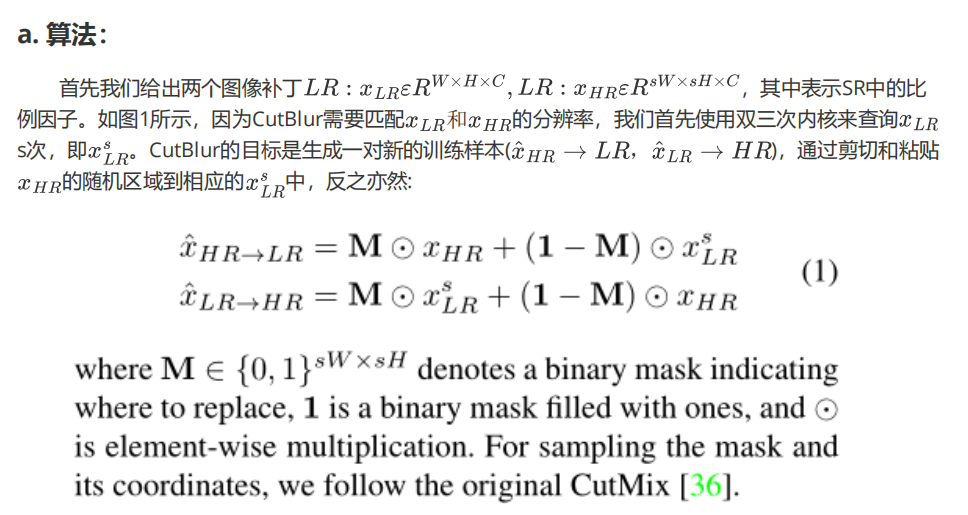 a. 算法：
首先我们给出两个图像补丁$LR : x_{LR} \varepsilon R^{W \times H \times C}, LR : x_{HR} \varepsilon R^{sW \times sH \times C}$，其中表示SR中的比
例因子。如图1所示，因为CutBlur需要匹配$x_{LR}$和$x_{HR}$的分辨率，我们首先使用双三次内核来查询$x_{LR}$
s次，即$x_{LR}^{s}$。CutBlur的目标是生成一对新的训练样本($\hat{x}_{HR} \to LR$，$\hat{x}_{LR} \to HR$)，通过剪切和粘贴
$x_{HR}$的随机区域到相应的$x_{LR}^{s}$中，反之亦然:
$\hat{x}_{HR \to LR} = \mathbf{M} \odot x_{HR} + (\mathbf{1} - \mathbf{M}) \odot x_{LR}^{s}$
$\hat{x}_{LR \to HR} = \mathbf{M} \odot x_{LR}^{s} + (\mathbf{1} - \mathbf{M}) \odot x_{HR}$
(1)
where $\mathbf{M} \in \{0, 1\}^{sW \times sH}$ denotes a binary mask indicating
where to replace, $\mathbf{1}$ is a binary mask filled with ones, and $\odot$
is element-wise multiplication. For sampling the mask and
its coordinates, we follow the original CutMix [36].